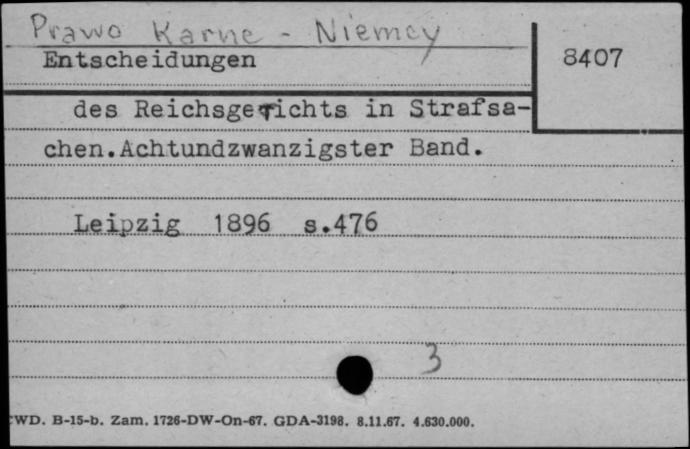 Prawo Karne - Niemcy
Entscheidungen
8407
des Reichsgerichts in Strafsa-
chen.Achtundzwanzigster Band.
Leipzig 1896 s.476
3
WD. B-15-b. Zam. 1726-DW-On-67. GDA-3198. 8.11.67. 4.630.000.